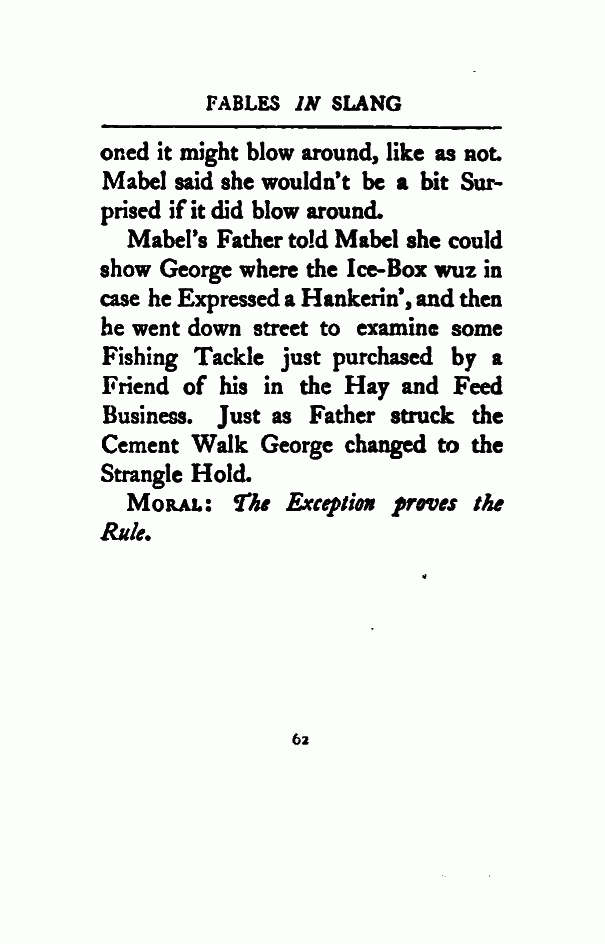 FABLES IN SLANG
oned it might blow around, like as not.
Mabel said she wouldn't be a bit Sur-
prised if it did blow around.
Mabel's Father told Mabel she could
show George where the Ice-Box wuz in
case he Expressed a Hankerin', and then
he went down street to examine some
Fishing Tackle just purchased by a
Friend of his in the Hay and Feed
Business. Just as Father struck the
Cement Walk George changed to the
Strangle Hold.
MORAL: The Exception proves the
Rule.
62